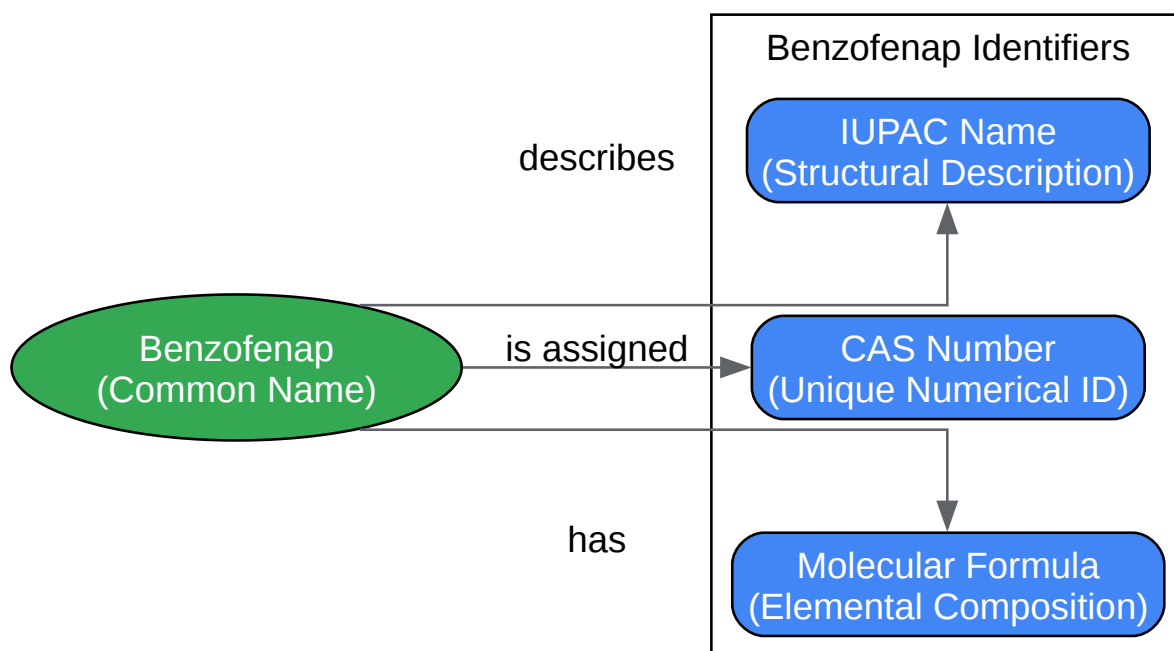 Benzofenap Identifiers
IUPAC Name
(Structural Description)
describes
Benzofenap
(Common Name)
is assigned
CAS Number
(Unique Numerical ID)
has
Molecular Formula
(Elemental Composition)